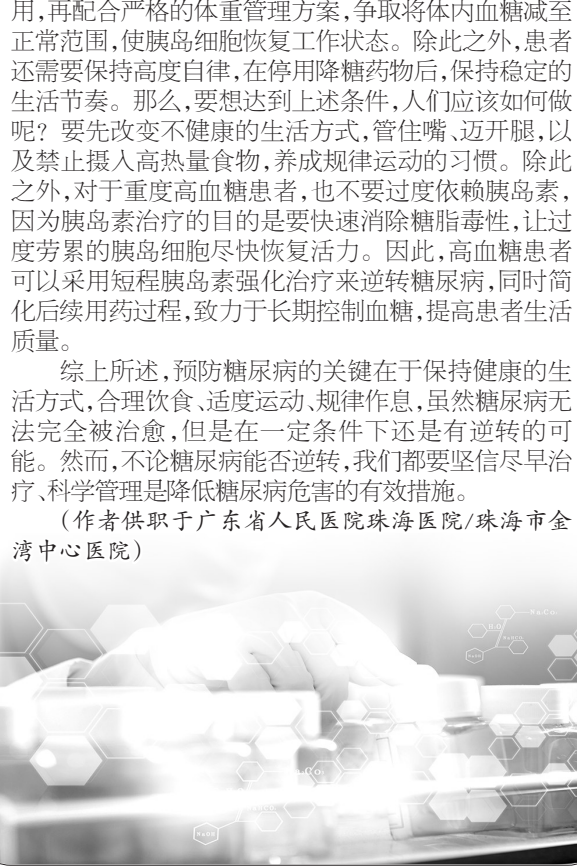 用,再配合严格的体重管理方案,争取将体内血糖减至
正常范围,使胰岛细胞恢复工作状态。除此之外,患者
还需要保持高度自律,在停用降糖药物后,保持稳定的
生活节奏。那么,要想达到上述条件,人们应该如何做
呢？要先改变不健康的生活方式,管住嘴、迈开腿,以
及禁止摄入高热量食物,养成规律运动的习惯。除此
之外,对于重度高血糖患者,也不要过度依赖胰岛素,
因为胰岛素治疗的目的是要快速消除糖脂毒性,让过
度劳累的胰岛细胞尽快恢复活力。因此,高血糖患者
可以采用短程胰岛素强化治疗来逆转糖尿病,同时简
化后续用药过程,致力于长期控制血糖,提高患者生活
质量。
综上所述,预防糖尿病的关键在于保持健康的生
活方式,合理饮食、适度运动、规律作息,虽然糖尿病无
法完全被治愈,但是在一定条件下还是有逆转的可
能。然而,不论糖尿病能否逆转,我们都要坚信尽早治
疗、科学管理是降低糖尿病危害的有效措施。
(作者供职于广东省人民医院珠海医院/珠海市金
湾中心医院)